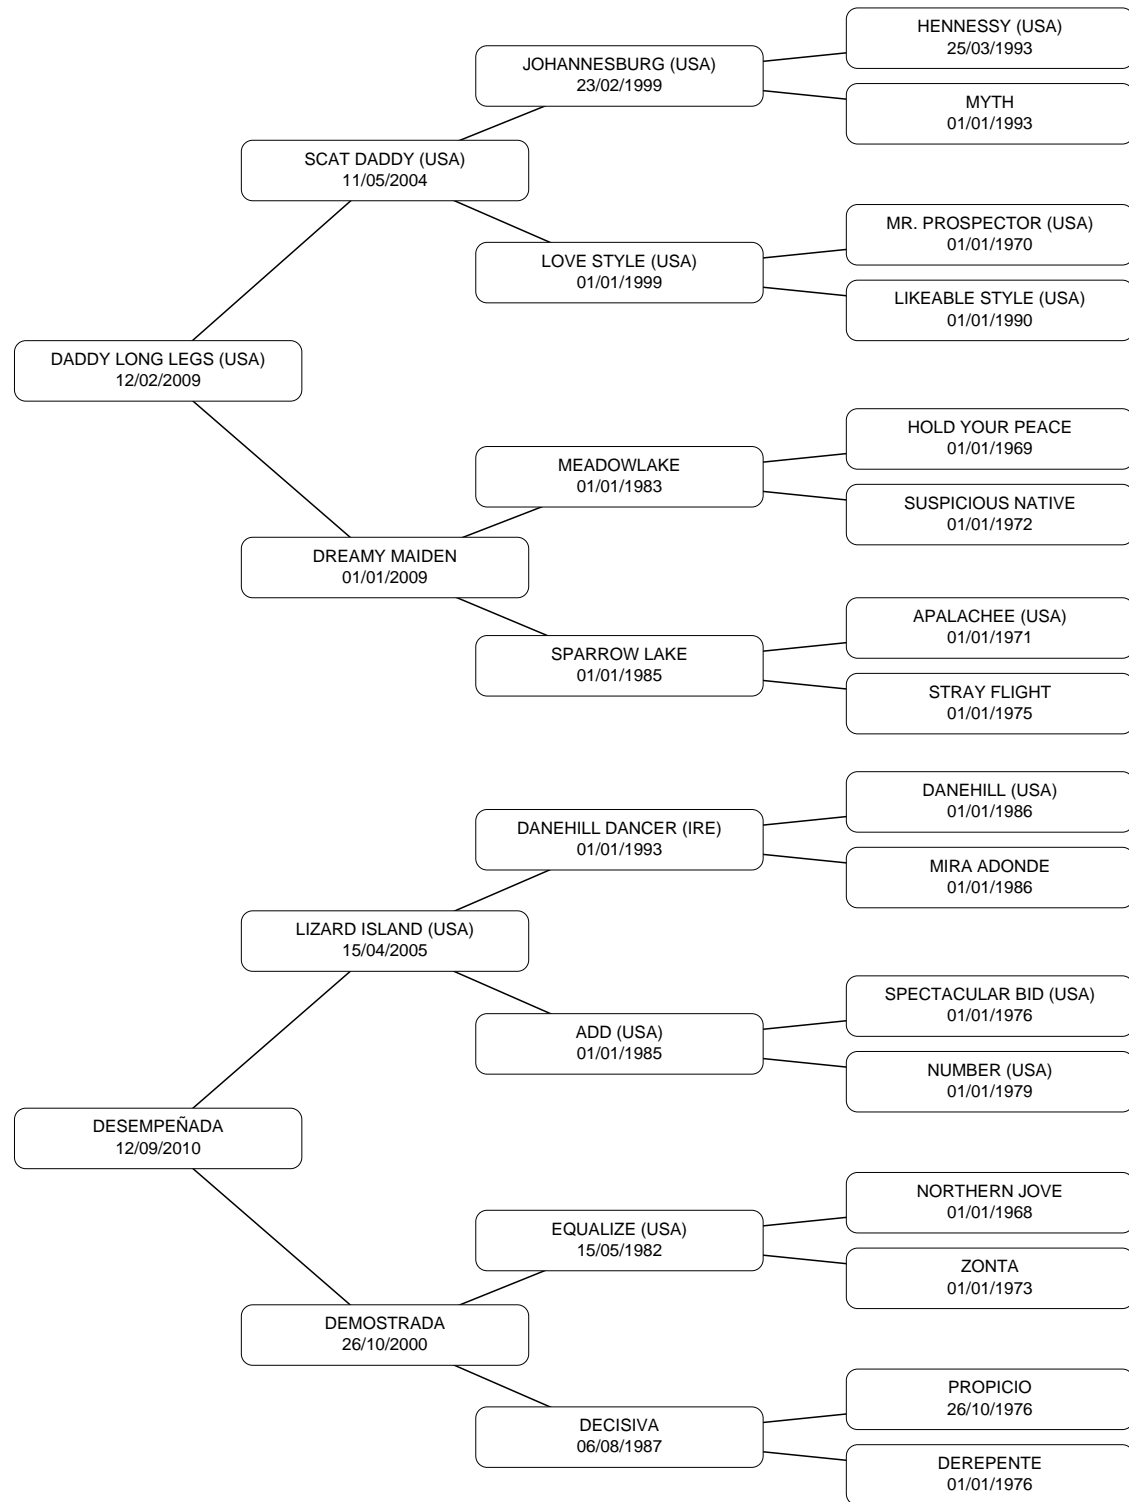 HENNESSY (USA)
25/03/1993
JOHANNESBURG (USA)
23/02/1999
MYTH
01/01/1993
SCAT DADDY (USA)
11/05/2004
MR. PROSPECTOR (USA)
01/01/1970
LOVE STYLE (USA)
01/01/1999
LIKEABLE STYLE (USA)
01/01/1990
DADDY LONG LEGS (USA)
12/02/2009
HOLD YOUR PEACE
01/01/1969
MEADOWLAKE
01/01/1983
SUSPICIOUS NATIVE
01/01/1972
DREAMY MAIDEN
01/01/2009
APALACHEE (USA)
01/01/1971
SPARROW LAKE
01/01/1985
STRAY FLIGHT
01/01/1975
DANEHILL (USA)
01/01/1986
DANEHILL DANCER (IRE)
01/01/1993
MIRA ADONDE
01/01/1986
LIZARD ISLAND (USA)
15/04/2005
SPECTACULAR BID (USA)
01/01/1976
ADD (USA)
01/01/1985
NUMBER (USA)
01/01/1979
DESEMPEÑADA
12/09/2010
NORTHERN JOVE
01/01/1968
EQUALIZE (USA)
15/05/1982
ZONTA
01/01/1973
DEMOSTRADA
26/10/2000
PROPICIO
26/10/1976
DECISIVA
06/08/1987
DEREPENTE
01/01/1976